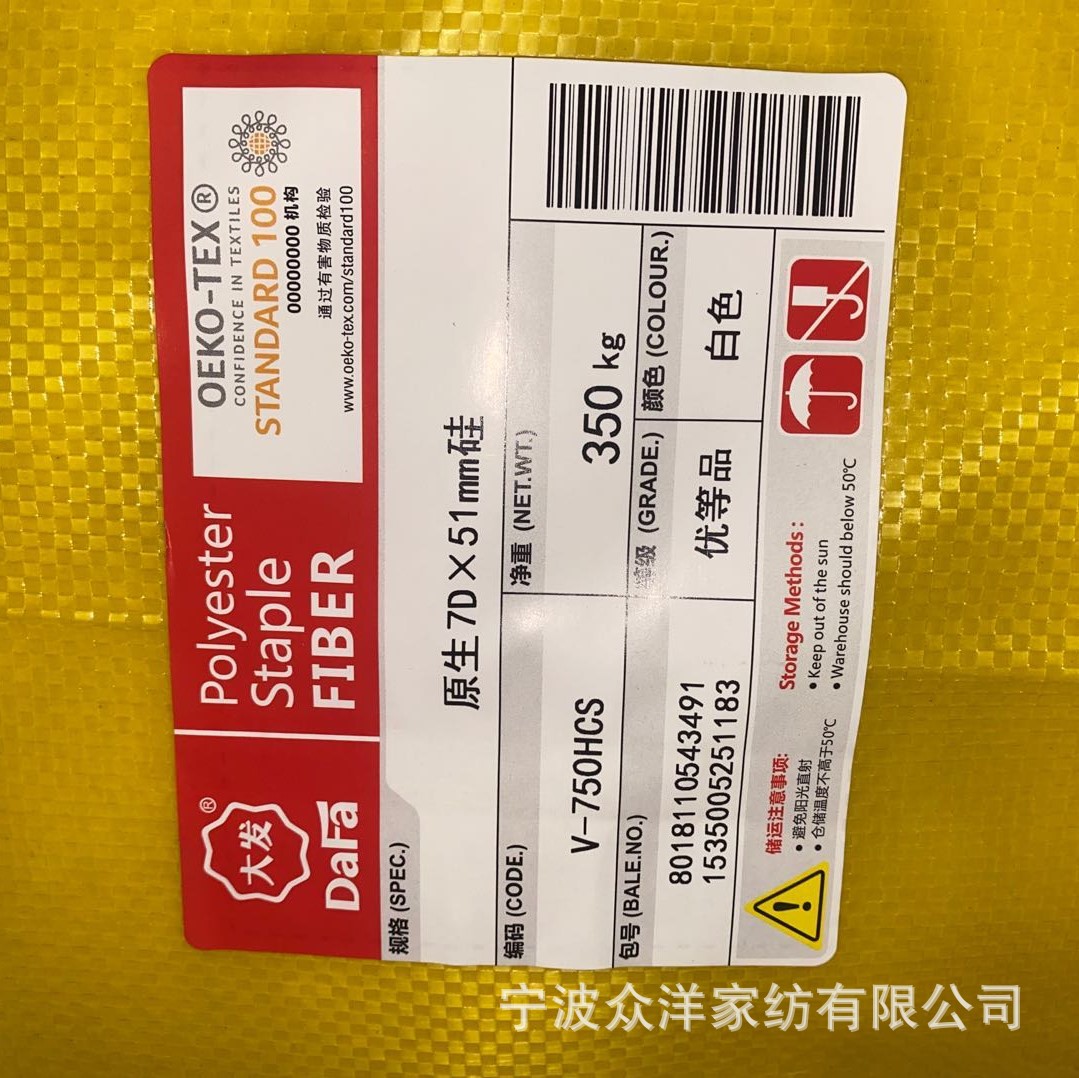 大发®
DaFa
Polyester
Staple
FIBER
OEKO-TEX®
CONFIDENCE IN TEXTILES
STANDARD 100
00000000 机构
通过有害物质检验
www.oeko-tex.com/standard100
规格 (SPEC.)
原生 7D×51mm硅
编码 (CODE.)
V-750HCS
净重 (NET.WT.)
350 kg
包号 (BALE.NO.)
8018110543491
1535005251183
等级 (GRADE.)
优等品
颜色 (COLOUR.)
白色
储运注意事项:
• 避免阳光直射
• 仓储温度不高于50℃
Storage Methods:
• Keep out of the sun
• Warehouse should below 50℃
宁波众洋家纺有限公司